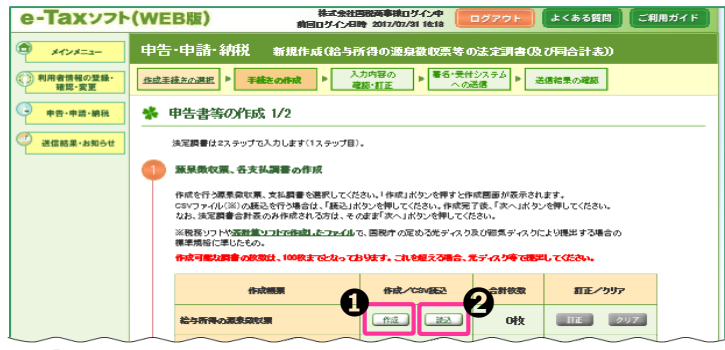 e-Taxソフト(WEB版)
株式会社国税商事様ログイン中
前回ログイン日時 2017/07/31 16:18
ログアウト
よくある質問
ご利用ガイド
メインメニュー
利用者情報の登録・
確認・変更
申告・申請・納税
送信結果・お知らせ
申告・申請・納税 新規作成(給与所得の源泉徴収票等の法定調書(及び同合計表))
作成手続きの選択
手続きの作成
入力内容の
確認・訂正
署名・受付システム
への送信
送信結果の確認
申告書等の作成 1/2
法定調書は2ステップで入力します(1ステップ目)。
1 源泉徴収票、各支払調書の作成
作成を行う源泉徴収票、支払調書を選択してください。「作成」ボタンを押すと作成画面が表示されます。
CSVファイル(※)の読込を行う場合は、「読込」ボタンを押してください。作成完了後、「次へ」ボタンを押してください。
なお、法定調書合計表のみ作成される方は、そのまま「次へ」ボタンを押してください。
※税務ソフトや表計算ソフトで作成したファイルで、国税庁の定める光ディスク及び磁気ディスクにより提出する場合の
標準規格に準じたもの。
作成可能な調書の枚数は、100枚までとなっております。これを超える場合、光ディスク等で提出してください。
作成帳票
作成/CSV読込
合計枚数
訂正/クリア
❶
❷
給与所得の源泉徴収票
作成
読込
0枚
訂正
クリア